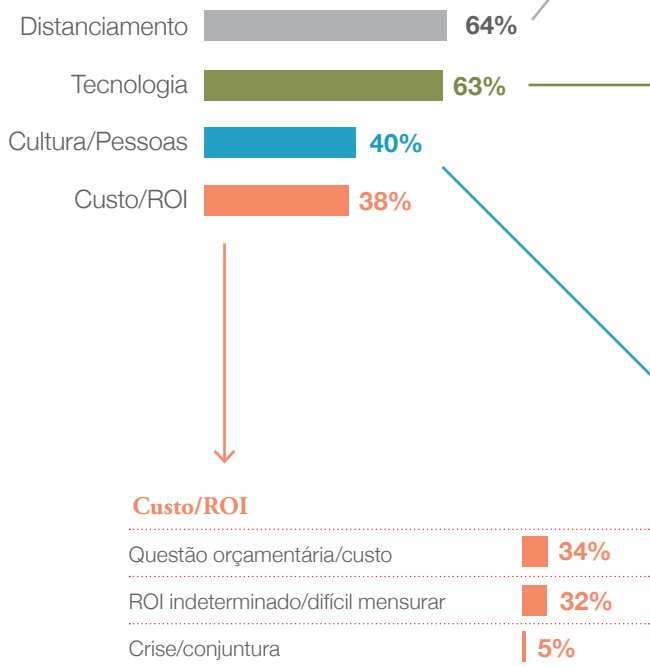 Distanciamento 64%
Tecnologia 63%
Cultura/Pessoas 40%
Custo/ROI 38%
Custo/ROI
Questão orçamentária/custo 34%
ROI indeterminado/difícil mensurar 32%
Crise/conjuntura 5%